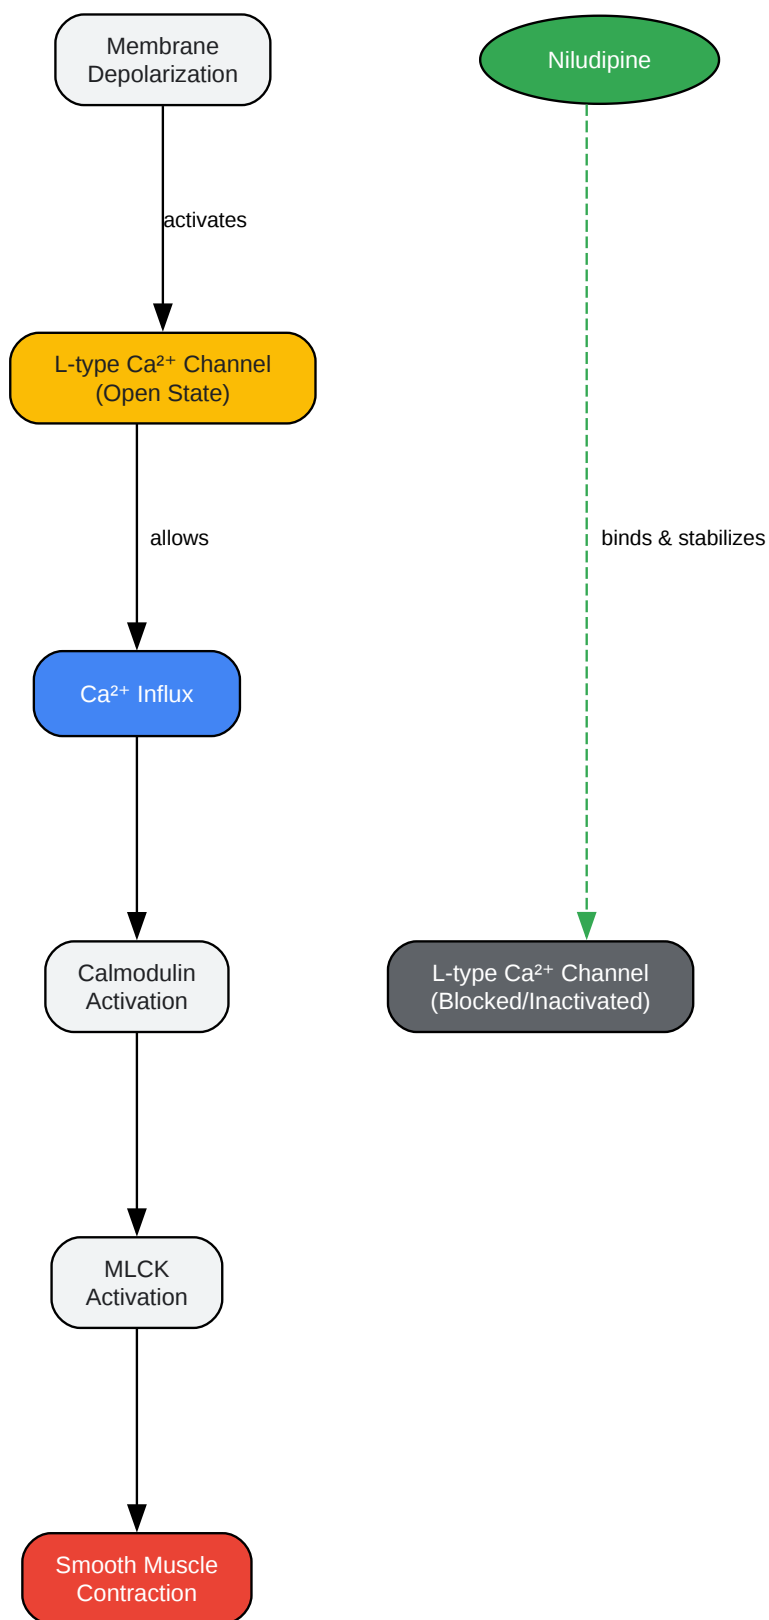 Membrane
Depolarization
Niludipine
activates
L-type Ca²⁺ Channel
(Open State)
allows
binds & stabilizes
Ca²⁺ Influx
Calmodulin
Activation
L-type Ca²⁺ Channel
(Blocked/Inactivated)
MLCK
Activation
Smooth Muscle
Contraction